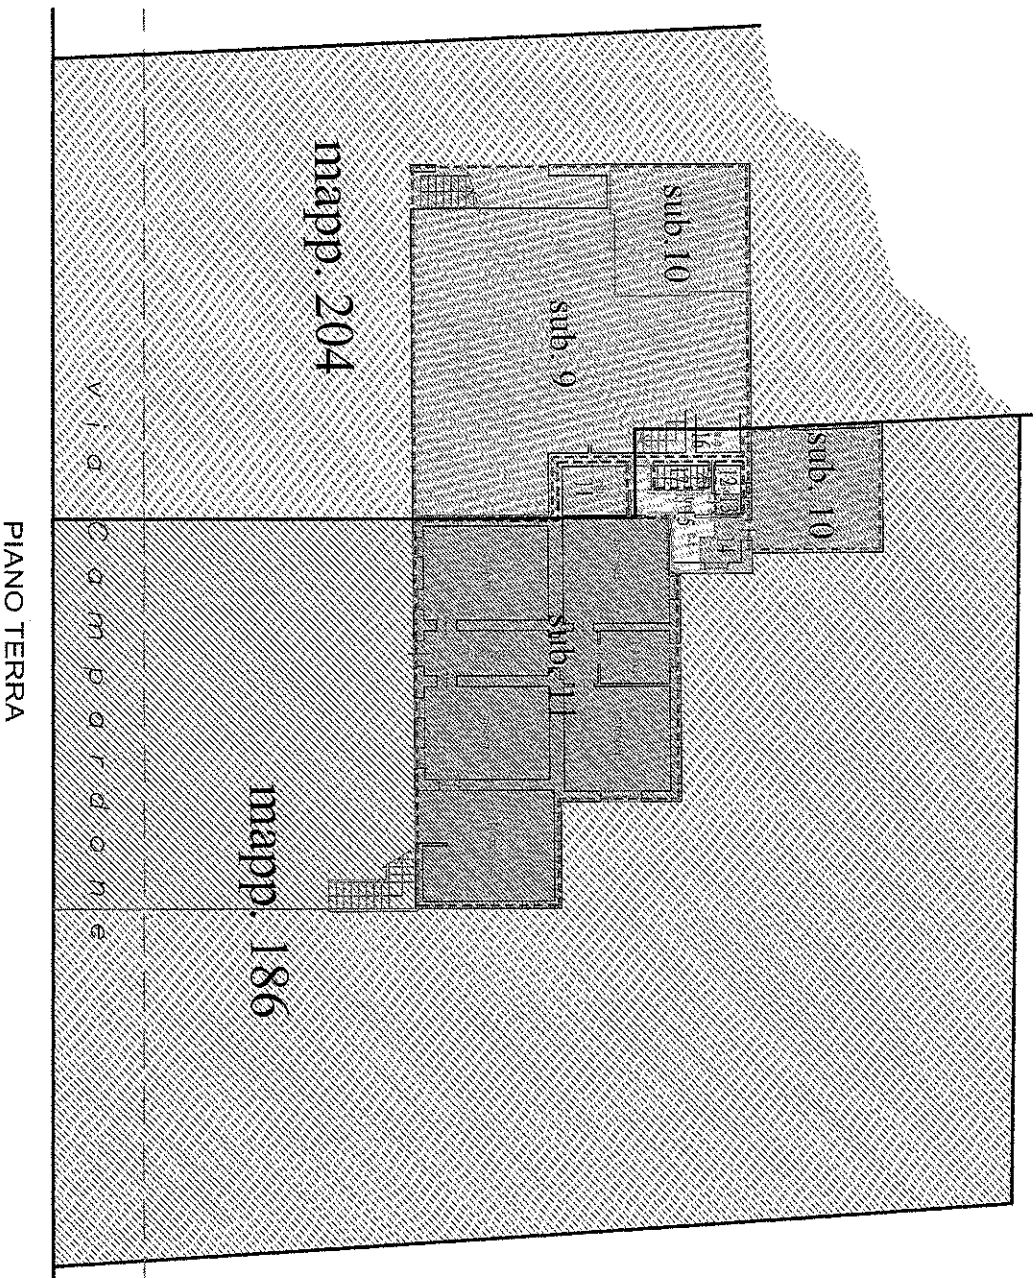 mapp. 204
sub.10
sub. 9
sub. 10
sub. 11
mapp. 186
via Campardone
PIANO TERRA